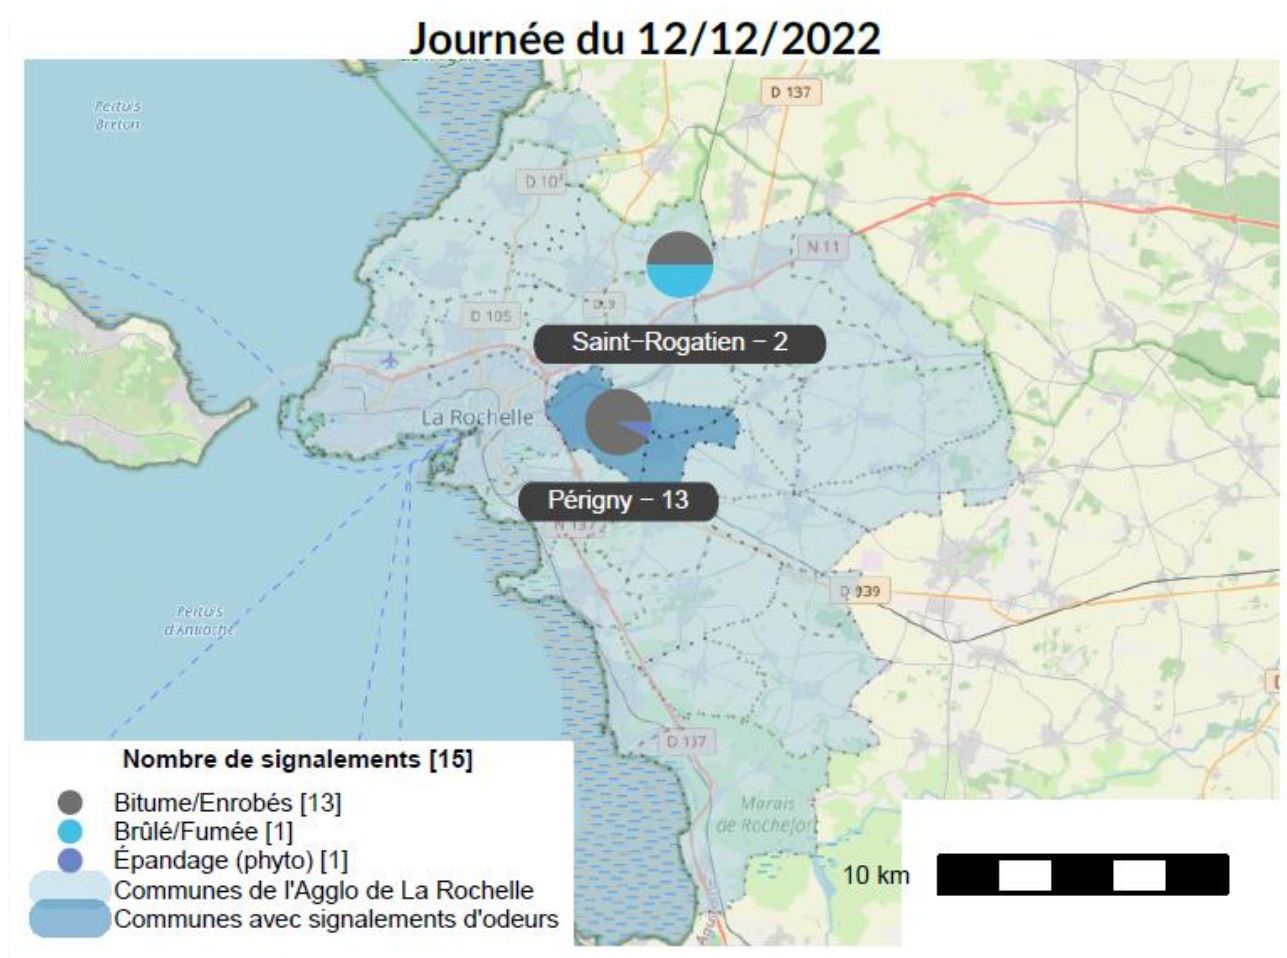 Journée du 12/12/2022
Pertuis
Breton
D 137
D 10⁵
N 11
D 9
D 105
Saint-Rogatien - 2
La Rochelle
Périgny - 13
N 137
D 939
Pertuis
d'Antioche
D 137
Marais
de Rochefort
Nombre de signalements [15]
Bitume/Enrobés [13]
Brûlé/Fumée [1]
Épandage (phyto) [1]
Communes de l'Agglo de La Rochelle
Communes avec signalements d'odeurs
10 km